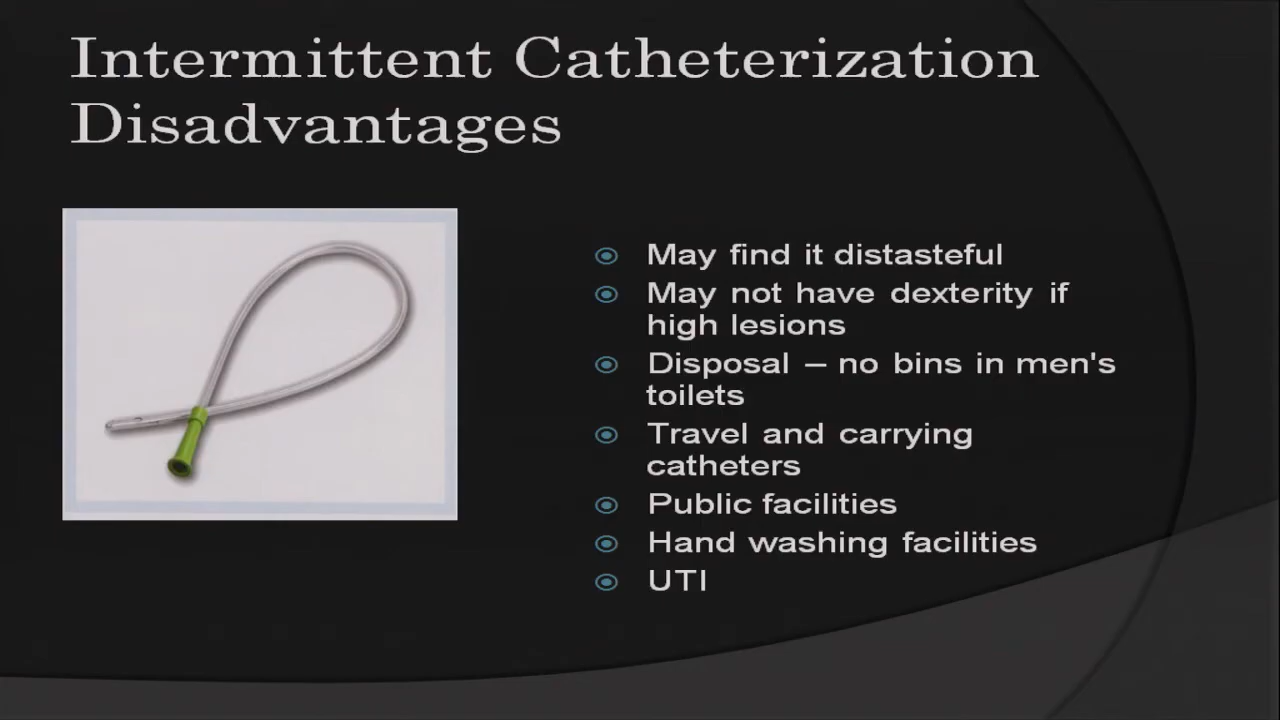 Intermittent Catheterization
Disadvantages
May find it distasteful
May not have dexterity if
high lesions
Disposal – no bins in men's
toilets
Travel and carrying
catheters
Public facilities
Hand washing facilities
UTI